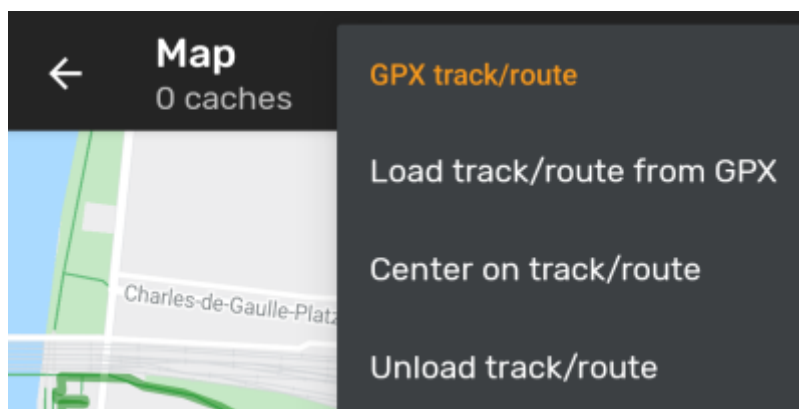 Map
0 caches
GPX track/route
Load track/route from GPX
Center on track/route
Charles-de-Gaulle-Platz
Unload track/route